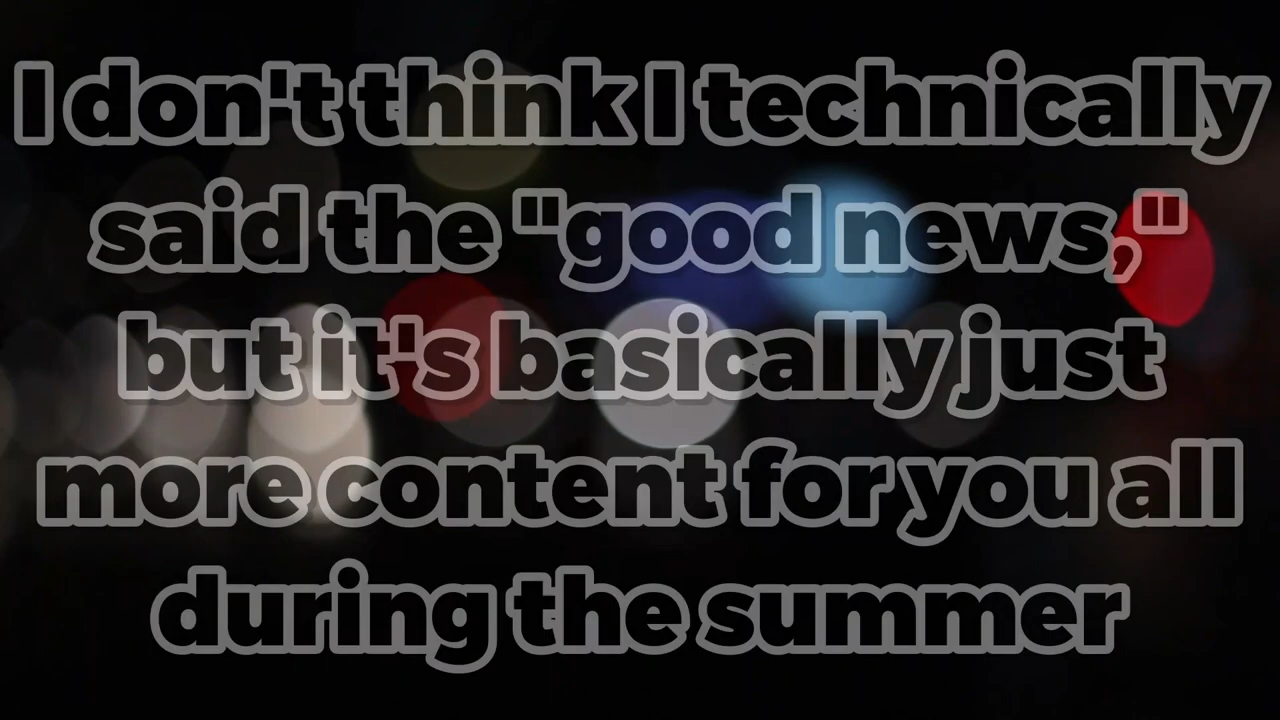 I don't think I technically
said the "good news,"
but it's basically just
more content for you all
during the summer